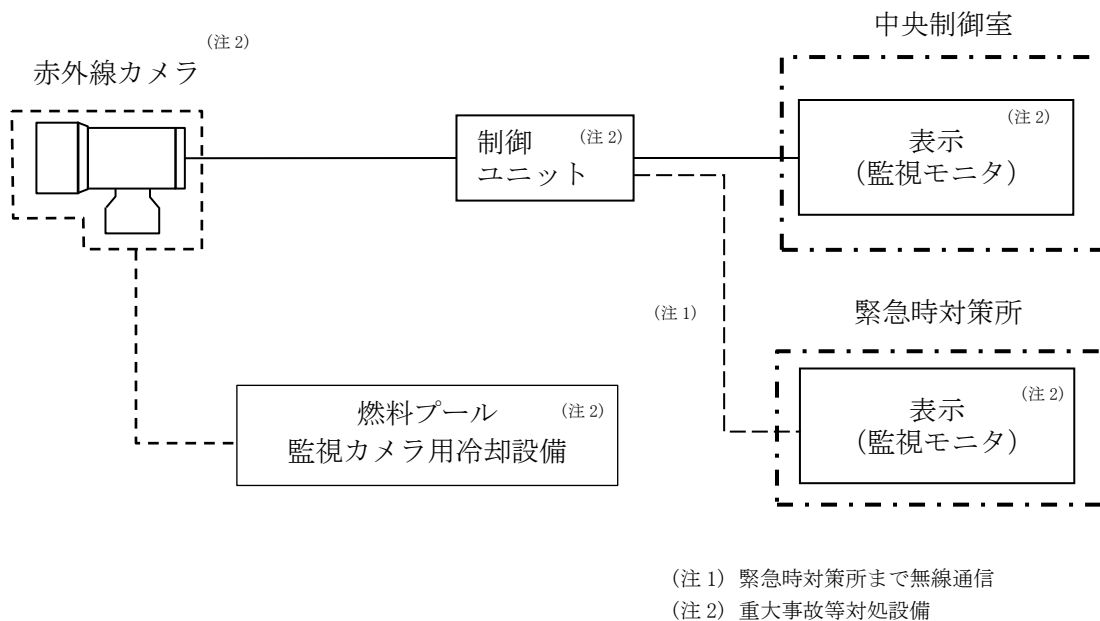 中央制御室
(注2)
赤外線カメラ
(注2)
表示
(監視モニタ)
制御 (注2)
ユニット
(注1)
緊急時対策所
(注2)
表示
(監視モニタ)
燃料プール (注2)
監視カメラ用冷却設備
(注1) 緊急時対策所まで無線通信
(注2) 重大事故等対処設備